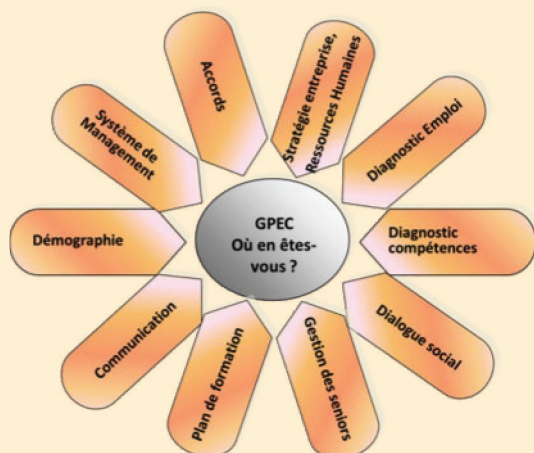 GPEC
Où en êtes-
vous ?
Stratégie entreprise,
Ressources Humaines
Diagnostic Emploi
Diagnostic
compétences
Dialogue social
Gestion des seniors
Plan de formation
Communication
Démographie
Système de
Management
Accords